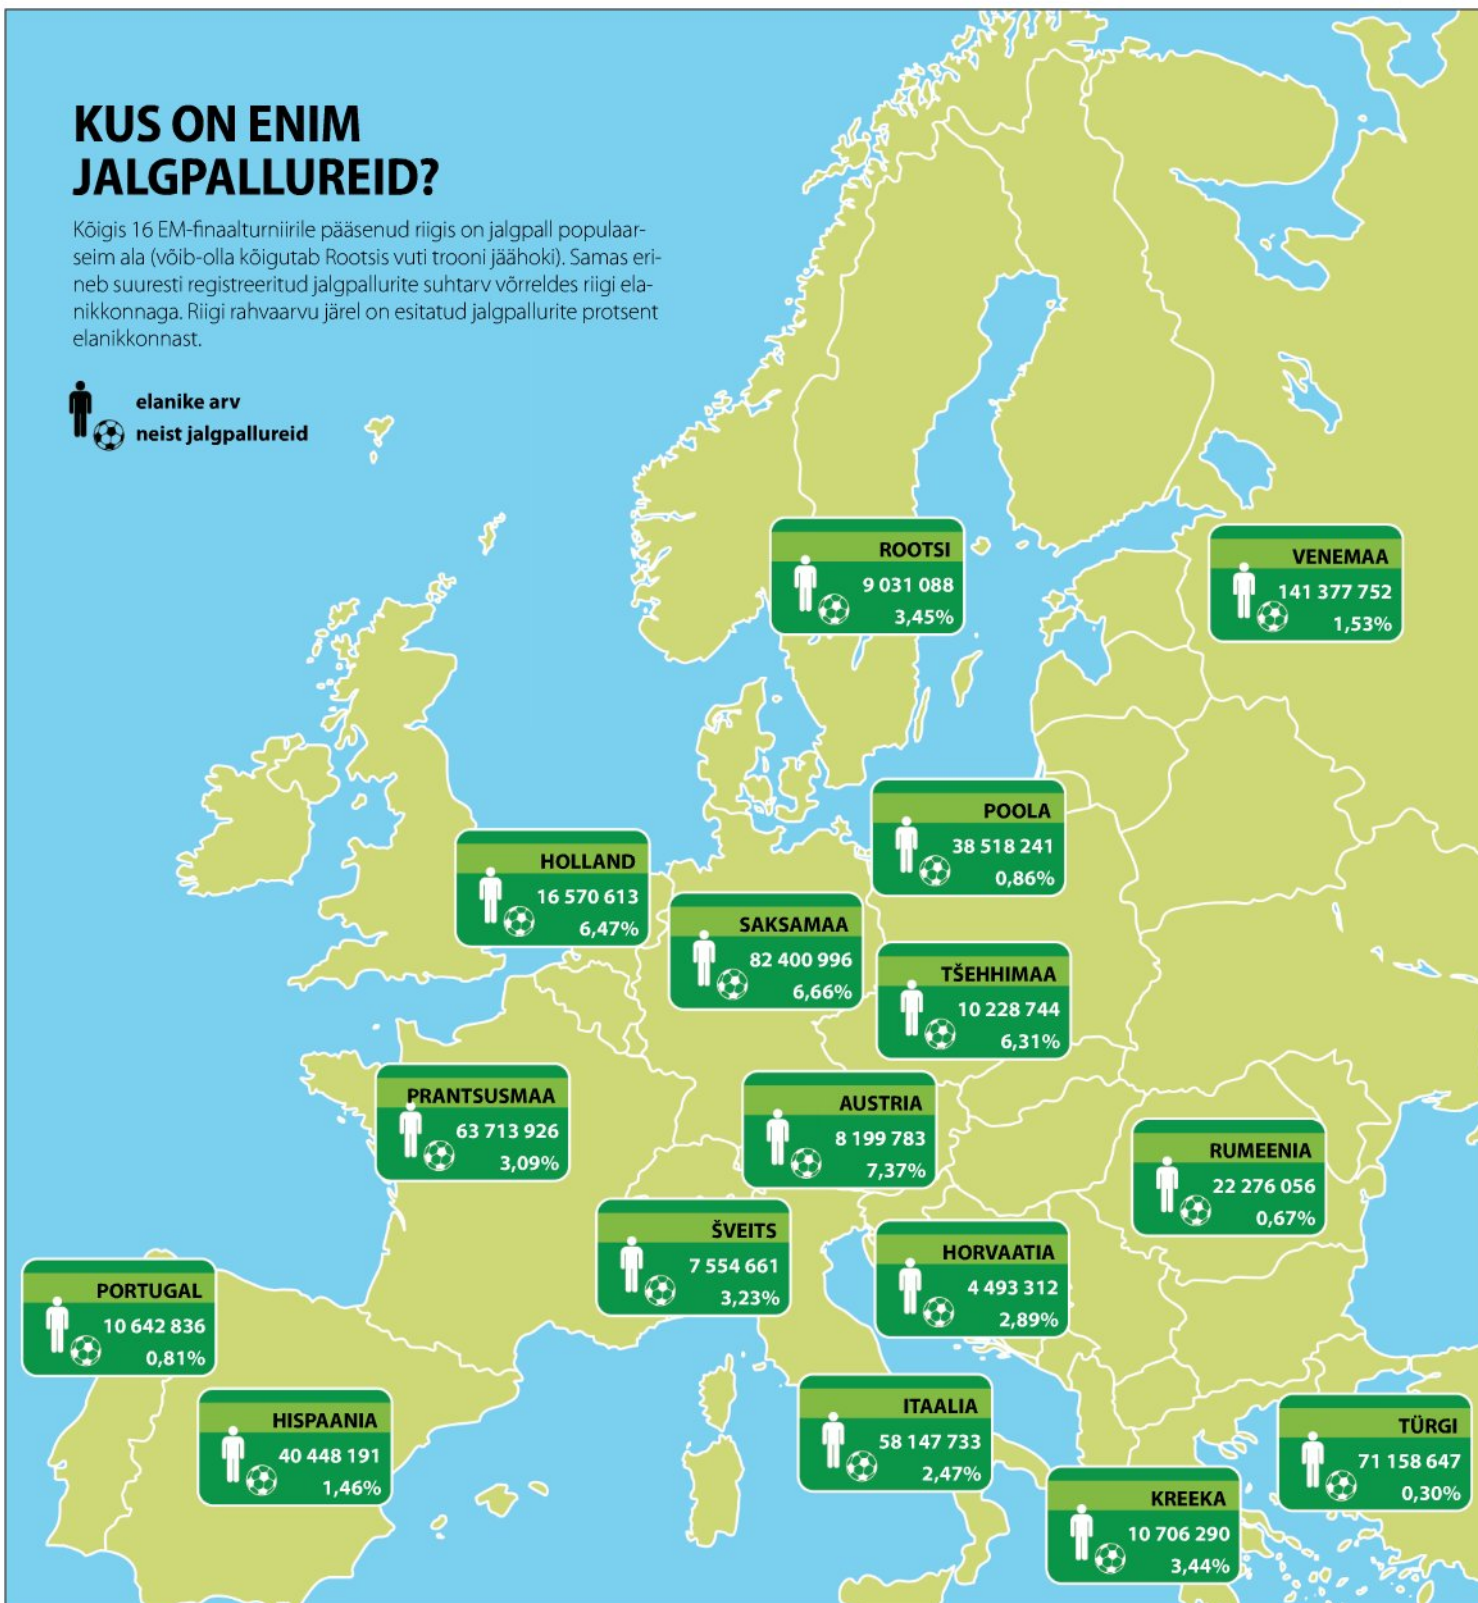 KUS ON ENIM
JALGPALLUREID?
Kõigis 16 EM-finaalturniirile pääsenud riigis on jalgpall populaar-
seim ala (võib-olla kõigutab Rootsis vuti trooni jäähoki). Samas eri-
neb suuresti registreeritud jalgpallurite suhtarv võrreldes riigi ela-
nikkonnaga. Riigi rahvaarvu järel on esitatud jalgpallurite protsent
elanikkonnast.
elanike arv
neist jalgpallureid
ROOTSI
9 031 088
3,45%
VENEMAA
141 377 752
1,53%
POOLA
38 518 241
0,86%
HOLLAND
16 570 613
6,47%
SAKSAMAA
82 400 996
6,66%
TŠEHHIMAA
10 228 744
6,31%
PRANTSUSMAA
63 713 926
3,09%
AUSTRIA
8 199 783
7,37%
RUMEENIA
22 276 056
0,67%
ŠVEITS
7 554 661
3,23%
HORVAATIA
4 493 312
2,89%
PORTUGAL
10 642 836
0,81%
HISPAANIA
40 448 191
1,46%
ITAALIA
58 147 733
2,47%
TÜRGI
71 158 647
0,30%
KREEKA
10 706 290
3,44%